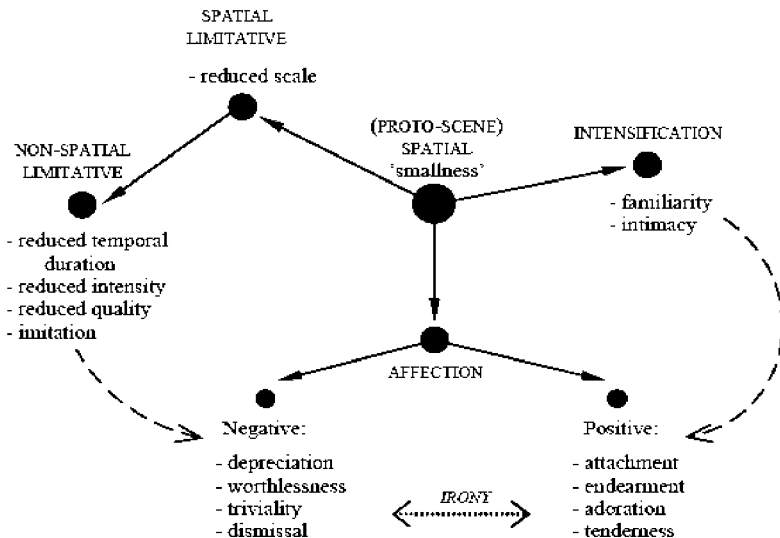 SPATIAL
LIMITATIVE
- reduced scale
(PROTO-SCENE)
SPATIAL
'smallness'
INTENSIFICATION
- familiarity
- intimacy
NON-SPATIAL
LIMITATIVE
- reduced temporal
duration
- reduced intensity
- reduced quality
- imitation
AFFECTION
Negative:
- depreciation
- worthlessness
- triviality
- dismissal
IRONY
Positive:
- attachment
- endearment
- adoration
- tenderness